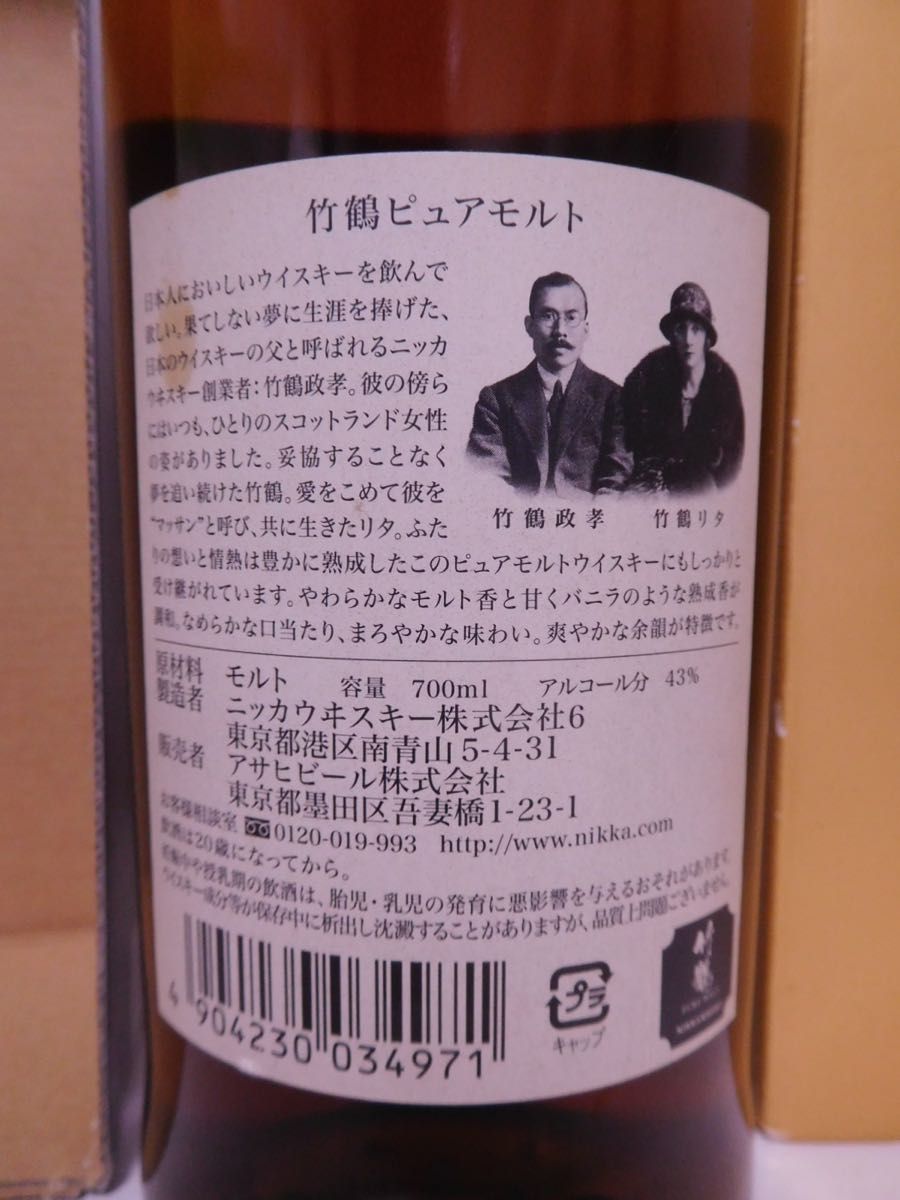 竹鶴ピュアモルト
日本人においしいウイスキーを飲んで
欲しい。果てしない夢に生涯を捧げた、
日本のウイスキーの父と呼ばれるニッカ
ウヰスキー創業者：竹鶴政孝。彼の傍ら
にはいつも、ひとりのスコットランド女性
の姿がありました。妥協することなく
夢を追い続けた竹鶴。愛をこめて彼を
“マッサン”と呼び、共に生きたリタ。ふた
りの想いと情熱は豊かに熟成したこのピュアモルトウイスキーにもしっかりと
受け継がれています。やわらかなモルト香と甘くバニラのような熟成香が
調和。なめらかな口当たり、まろやかな味わい。爽やかな余韻が特徴です。
竹鶴政孝 竹鶴リタ
原材料 モルト 容量 700ml アルコール分 43%
製造者 ニッカウヰスキー株式会社6
東京都港区南青山5-4-31
販売者 アサヒビール株式会社
東京都墨田区吾妻橋1-23-1
お客様相談室 0120-019-993 http://www.nikka.com
飲酒は20歳になってから。
妊娠中や授乳期の飲酒は、胎児・乳児の発育に悪影響を与えるおそれがあります。
ウイスキー成分等が保存中に析出し沈澱することがありますが、品質上問題ございません。
4 904230 034971
プラ
キャップ
竹鶴